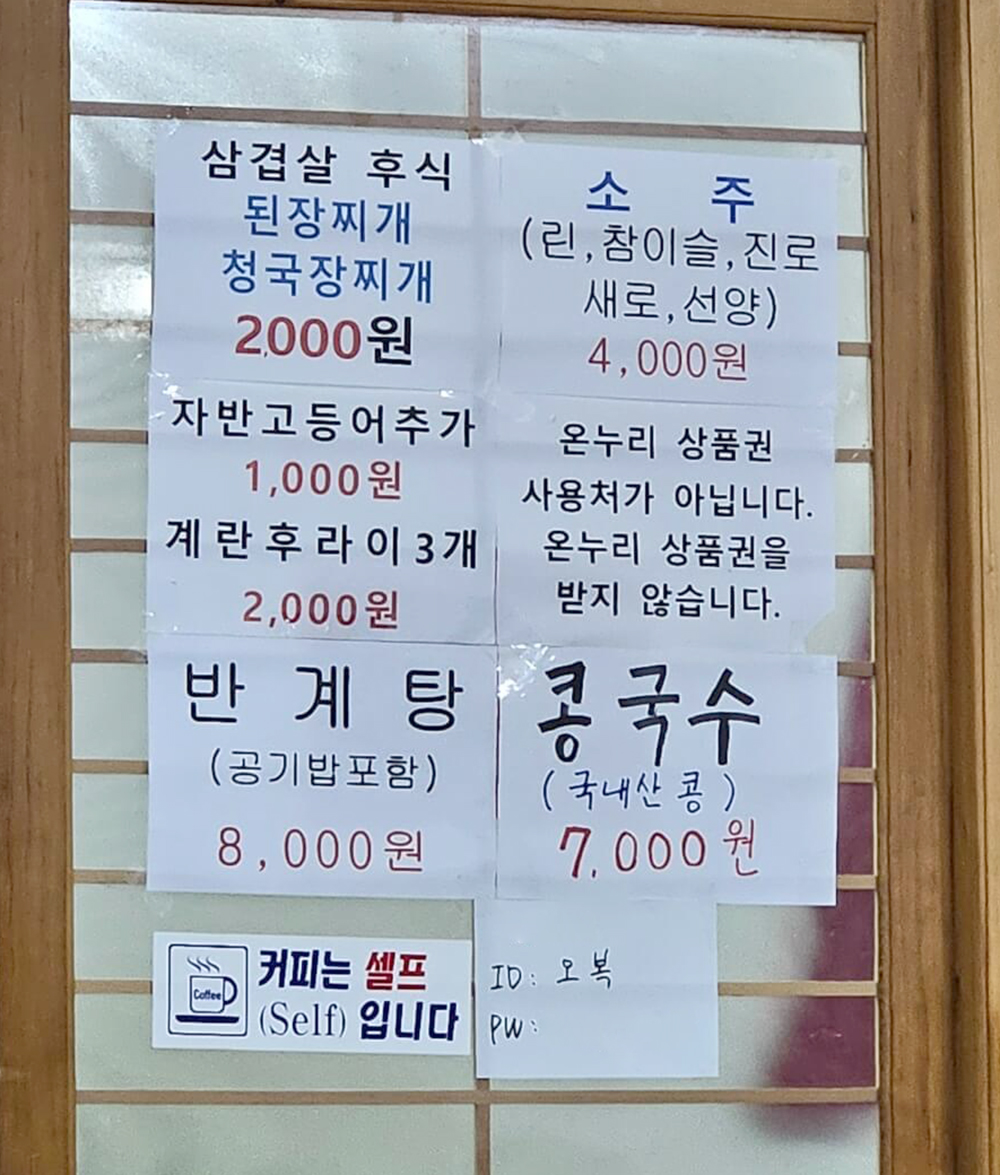 삼겹살 후식
된장찌개
청국장찌개
2,000원
소 주
(린,참이슬,진로
새로,선양)
4,000원
자반고등어추가
1,000원
계란후라이3개
2,000원
온누리 상품권
사용처가 아닙니다.
온누리 상품권을
받지 않습니다.
반 계 탕
(공기밥포함)
8,000원
콩국수
(국내산 콩)
7,000원
Coffee
커피는 셀프
(Self) 입니다
ID: 오복
PW: